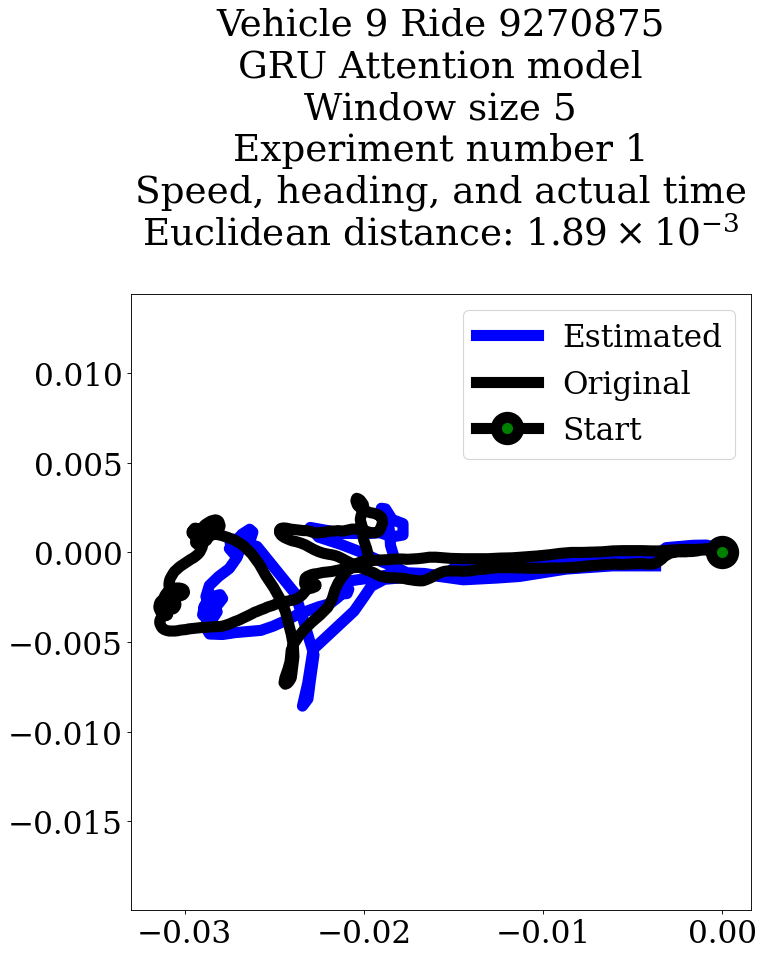 Vehicle 9 Ride 9270875
GRU Attention model
Window size 5
Experiment number 1
Speed, heading, and actual time
Euclidean distance: 1.89 × 10⁻³
Estimated
Original
Start
0.010
0.005
0.000
−0.005
−0.010
−0.015
−0.03 −0.02 −0.01 0.00